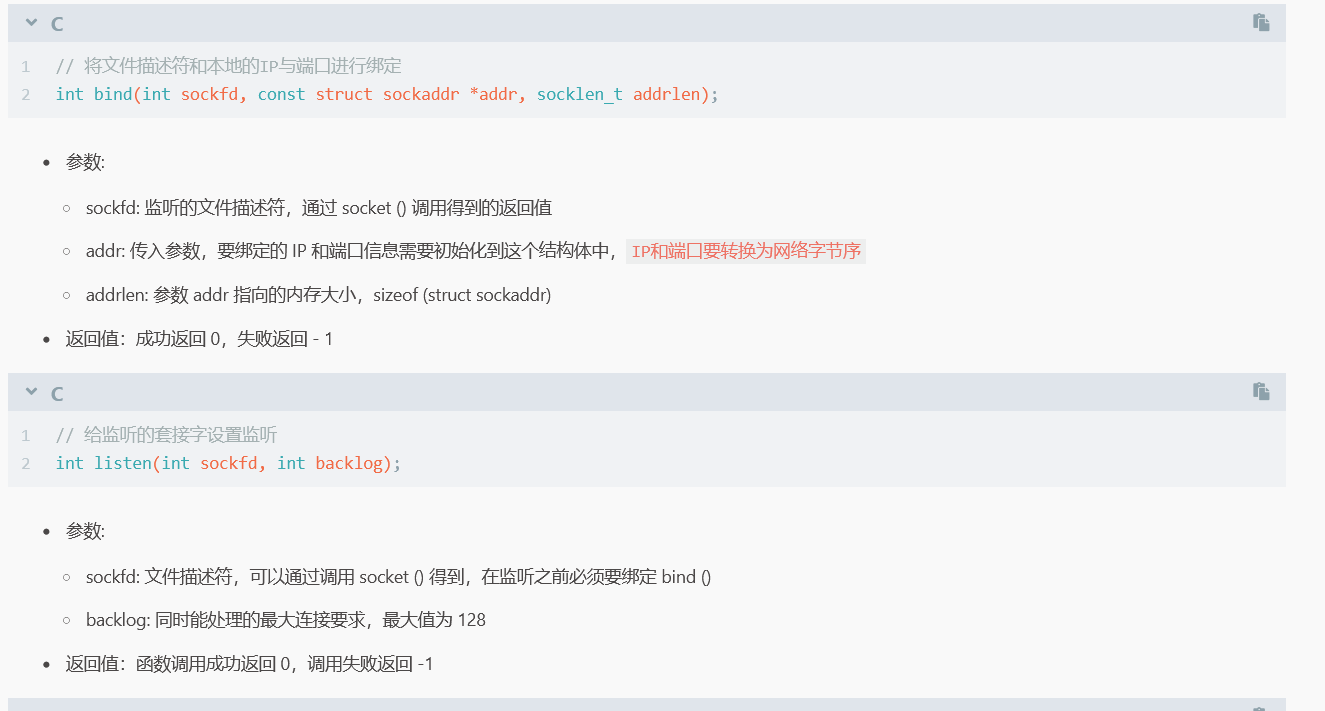 C
1 // 将文件描述符和本地的IP与端口进行绑定
2 int bind(int sockfd, const struct sockaddr *addr, socklen_t addrlen);
参数:
sockfd: 监听的文件描述符，通过 socket () 调用得到的返回值
addr: 传入参数，要绑定的 IP 和端口信息需要初始化到这个结构体中，IP和端口要转换为网络字节序
addrlen: 参数 addr 指向的内存大小，sizeof (struct sockaddr)
返回值：成功返回 0，失败返回 - 1
C
1 // 给监听的套接字设置监听
2 int listen(int sockfd, int backlog);
参数:
sockfd: 文件描述符，可以通过调用 socket () 得到，在监听之前必须要绑定 bind ()
backlog: 同时能处理的最大连接要求，最大值为 128
返回值：函数调用成功返回 0，调用失败返回 -1